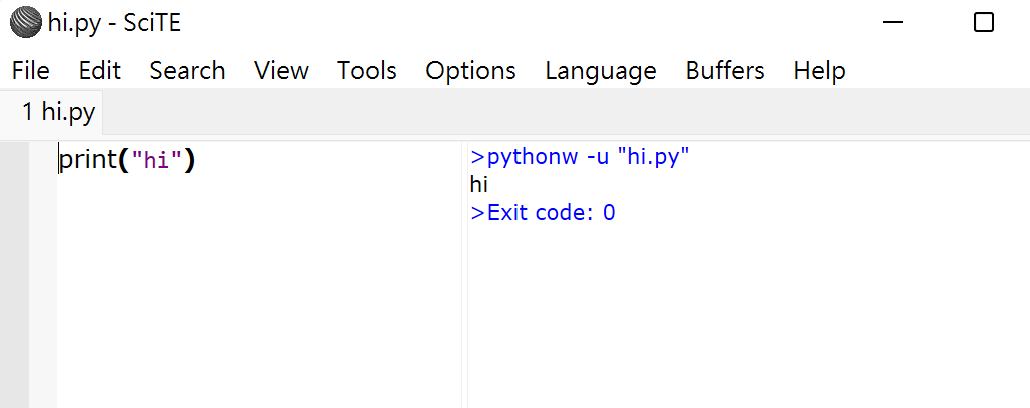 hi.py - SciTE
File Edit Search View Tools Options Language Buffers Help
1 hi.py
print("hi")
>pythonw -u "hi.py"
hi
>Exit code: 0